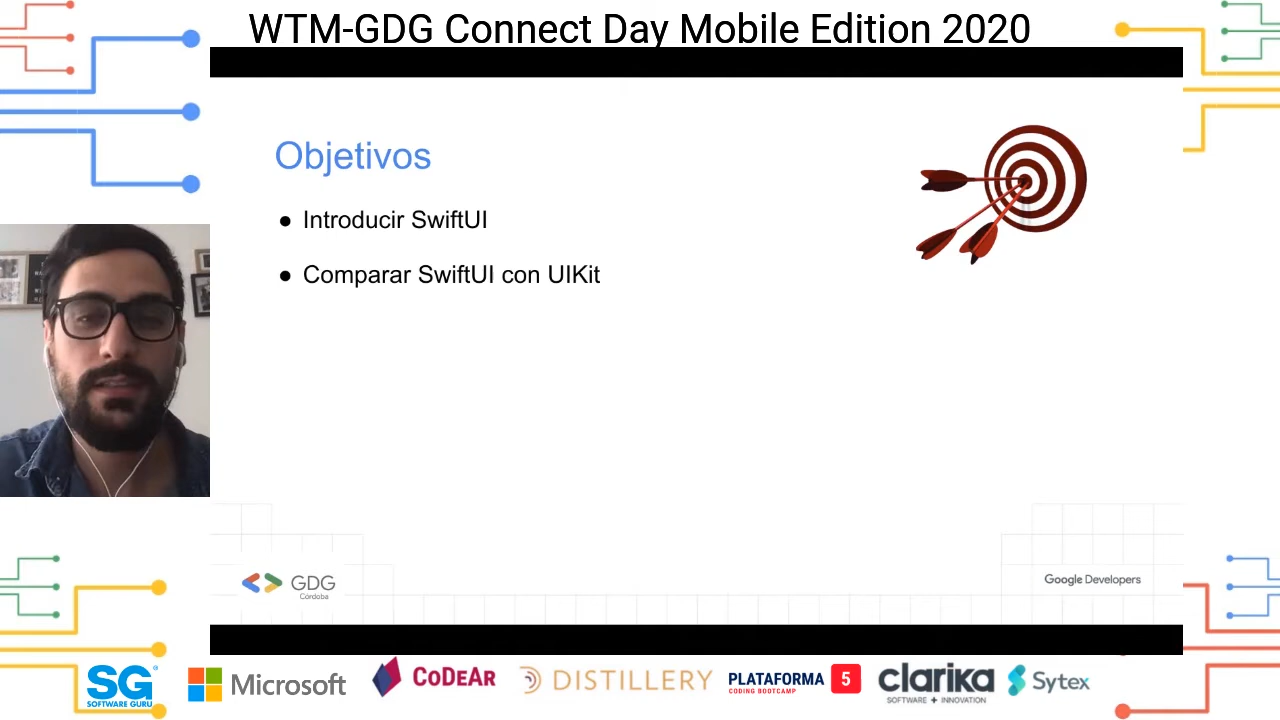 WTM-GDG Connect Day Mobile Edition 2020
Objetivos
● Introducir SwiftUI
● Comparar SwiftUI con UIKit
GDG
Córdoba
Google Developers
SG
SOFTWARE GURU
Microsoft
CoDeAr
DISTILLERY
PLATAFORMA 5
CODING BOOTCAMP
clarika
SOFTWARE + INNOVATION
Sytex